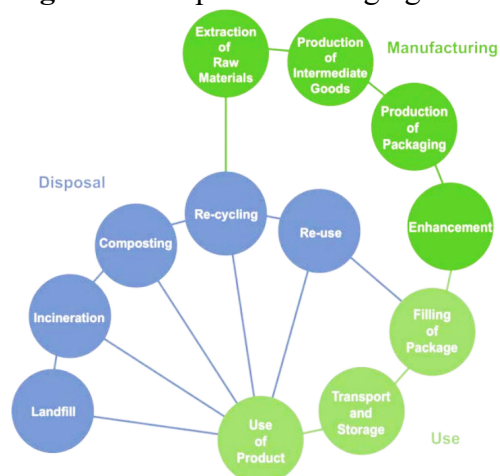 Extraction
of
Raw
Materials
Production
of
Intermediate
Goods
Manufacturing
Production
of
Packaging
Disposal
Re-cycling
Re-use
Composting
Enhancement
Incineration
Filling
of
Package
Landfill
Transport
and
Storage
Use
of
Product
Use